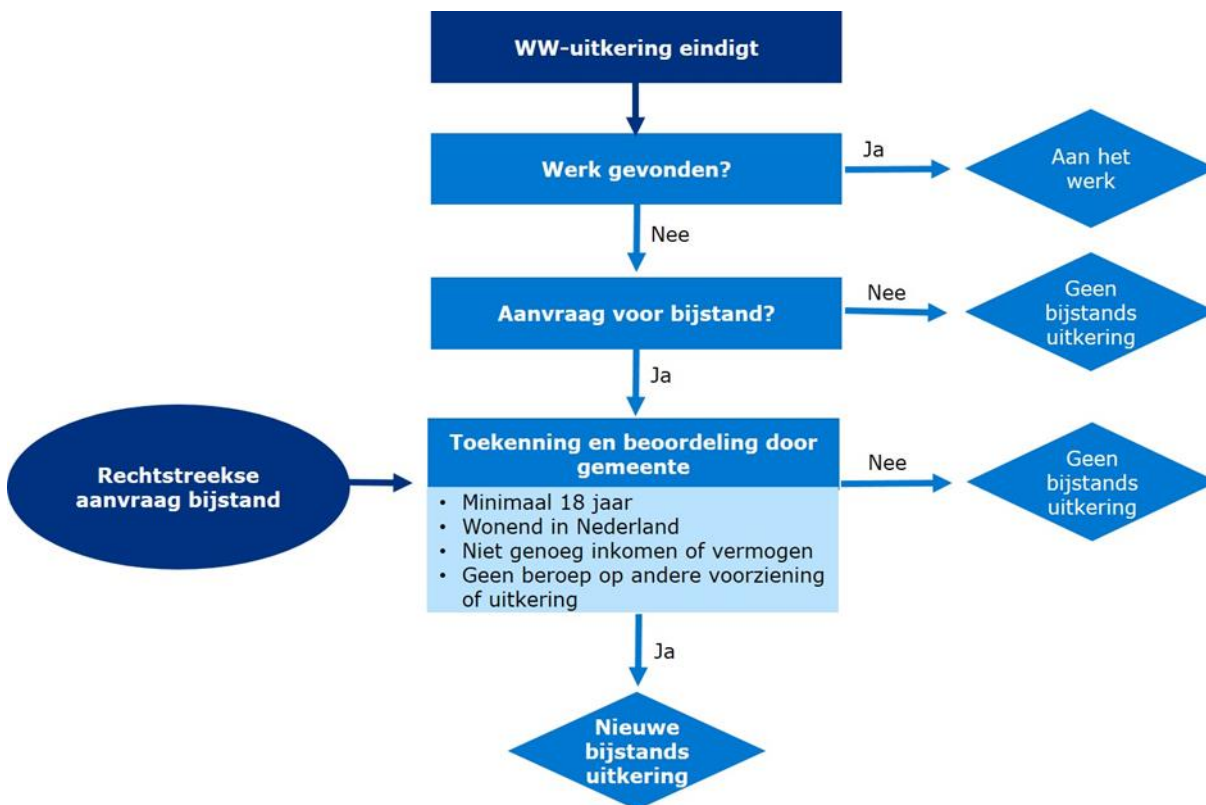 WW-uitkering eindigt
Werk gevonden?
Ja
Aan het
werk
Nee
Aanvraag voor bijstand?
Nee
Geen
bijstands
uitkering
Ja
Rechtstreekse
aanvraag bijstand
Toekenning en beoordeling door
gemeente
• Minimaal 18 jaar
• Wonend in Nederland
• Niet genoeg inkomen of vermogen
• Geen beroep op andere voorziening
of uitkering
Nee
Geen
bijstands
uitkering
Ja
Nieuwe
bijstands
uitkering